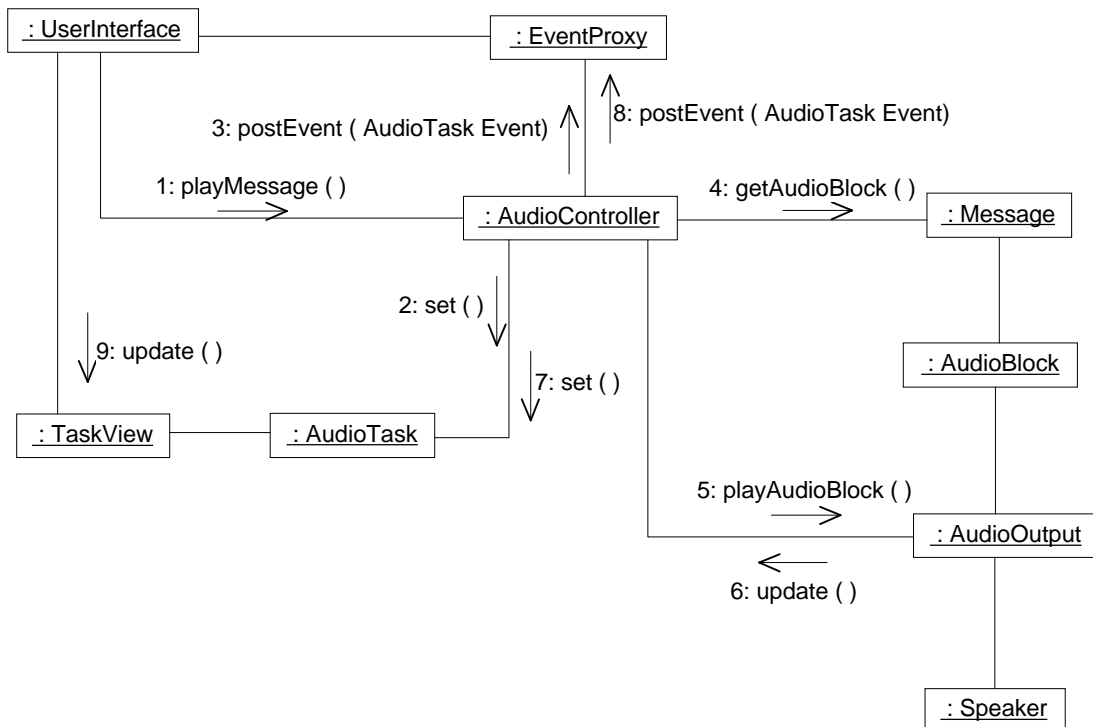 : UserInterface
: EventProxy
3: postEvent ( AudioTask Event)
8: postEvent ( AudioTask Event)
1: playMessage ( )
4: getAudioBlock ( )
: AudioController
: Message
2: set ( )
9: update ( )
7: set ( )
: AudioBlock
: TaskView
: AudioTask
5: playAudioBlock ( )
: AudioOutput
6: update ( )
: Speaker